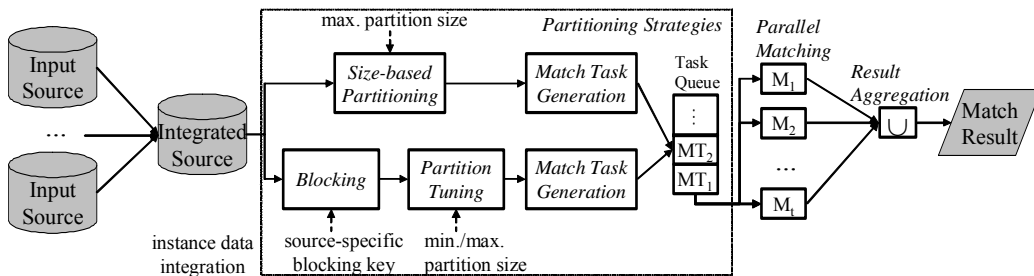 max. partition size
Partitioning Strategies
Parallel
Matching
Input
Source
...
Input
Source
Integrated
Source
instance data
integration
Size-based
Partitioning
Match Task
Generation
Blocking
Partition
Tuning
Match Task
Generation
source-specific
blocking key
min./max.
partition size
Task
Queue
⋮
MT₂
MT₁
M₁
M₂
...
Mₜ
Result
Aggregation
∪
Match
Result